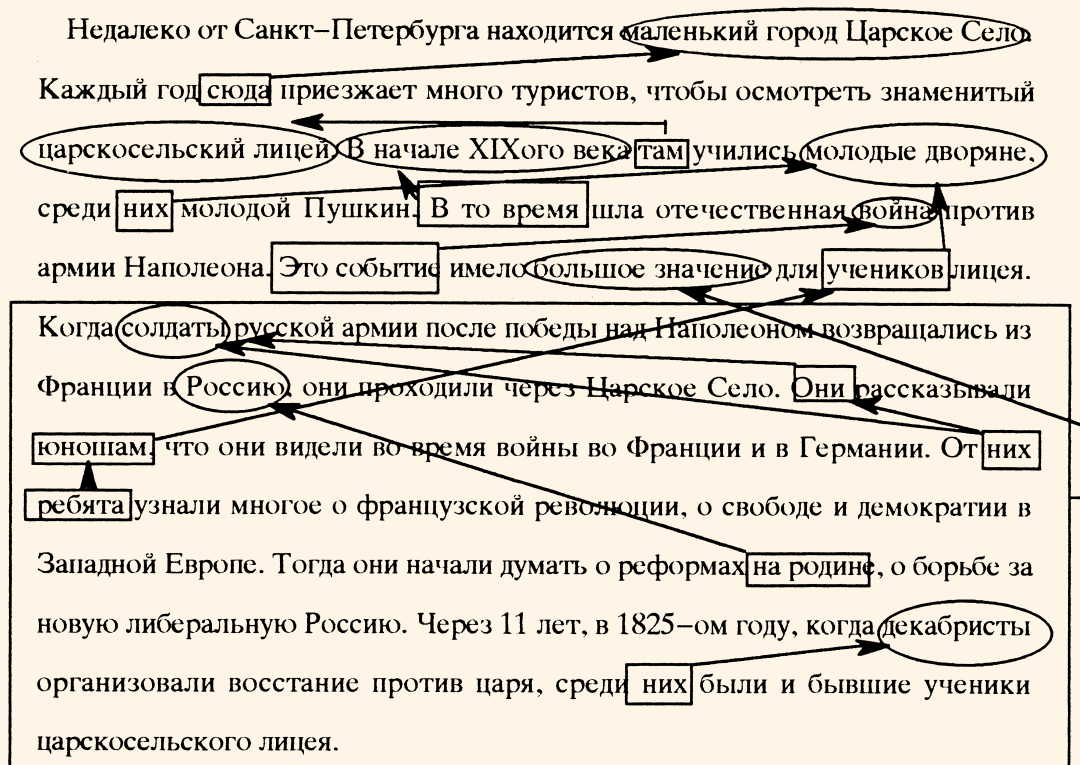 Недалеко от Санкт-Петербурга находится маленький город Царское Село.
Каждый год сюда приезжает много туристов, чтобы осмотреть знаменитый
царскосельский лицей. В начале XIXого века там учились молодые дворяне,
среди них молодой Пушкин. В то время шла отечественная война против
армии Наполеона. Это событие имело большое значение для учеников лицея.
Когда солдаты русской армии после победы над Наполеоном возвращались из
Франции в Россию, они проходили через Царское Село. Они рассказывали
юношам, что они видели во время войны во Франции и в Германии. От них
ребята узнали многое о французской революции, о свободе и демократии в
Западной Европе. Тогда они начали думать о реформах на родине, о борьбе за
новую либеральную Россию. Через 11 лет, в 1825-ом году, когда декабристы
организовали восстание против царя, среди них были и бывшие ученики
царскосельского лицея.